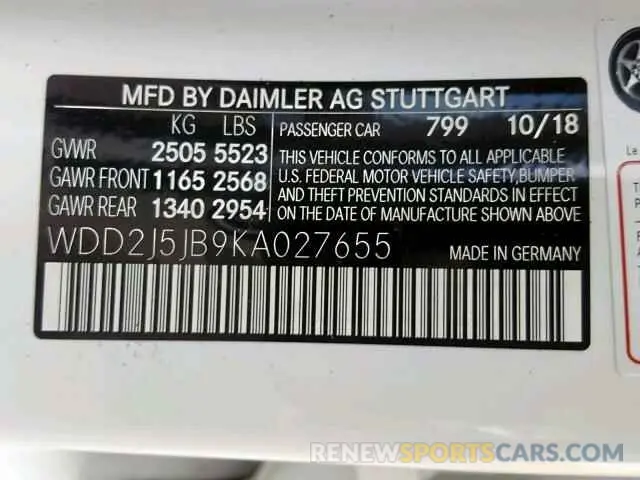 MFD BY DAIMLER AG STUTTGART
KG LBS
GVWR 2505 5523
GAWR FRONT 1165 2568
GAWR REAR 1340 2954
PASSENGER CAR 799 10/18
THIS VEHICLE CONFORMS TO ALL APPLICABLE
U.S. FEDERAL MOTOR VEHICLE SAFETY, BUMPER
AND THEFT PREVENTION STANDARDS IN EFFECT
ON THE DATE OF MANUFACTURE SHOWN ABOVE
WDD2J5JB9KA027655
MADE IN GERMANY
RENEWSPORTSCARS.COM